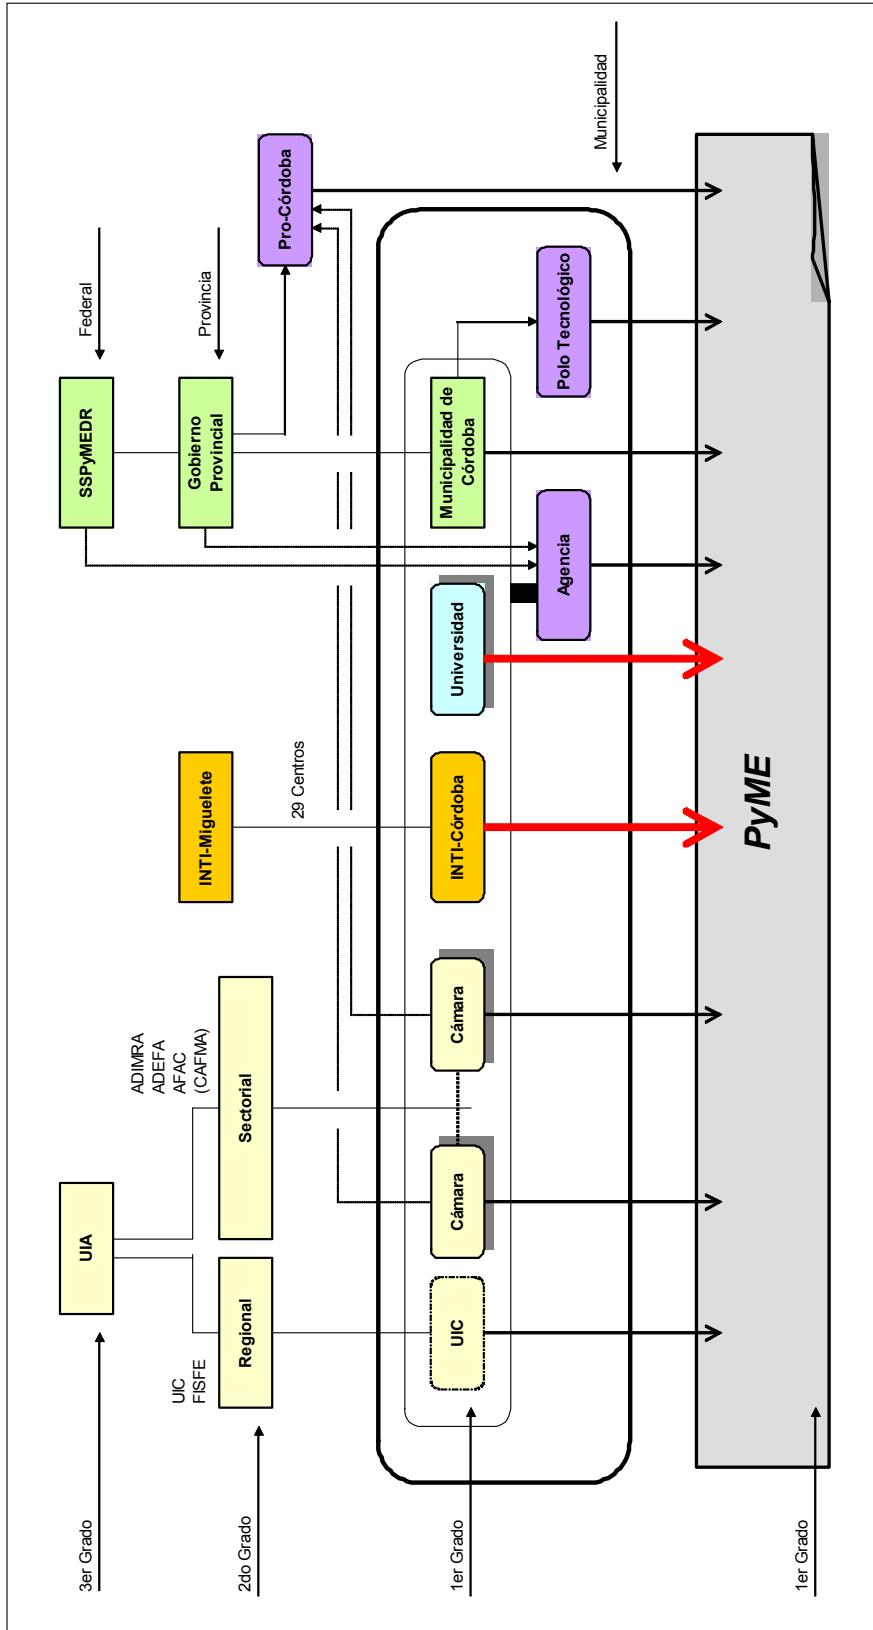 3er Grado
UIA
SSPyMEDR
Federal
UIC
FISFE
ADIMRA
ADEFA
AFAC
(CAFMA)
INTI-Miguelete
Gobierno
Provincial
Provincia
2do Grado
Regional
Sectorial
29 Centros
Pro-Córdoba
1er Grado
UIC
Cámara
Cámara
INTI-Córdoba
Universidad
Municipalidad de
Córdoba
Agencia
Polo Tecnológico
Municipalidad
PyME
1er Grado